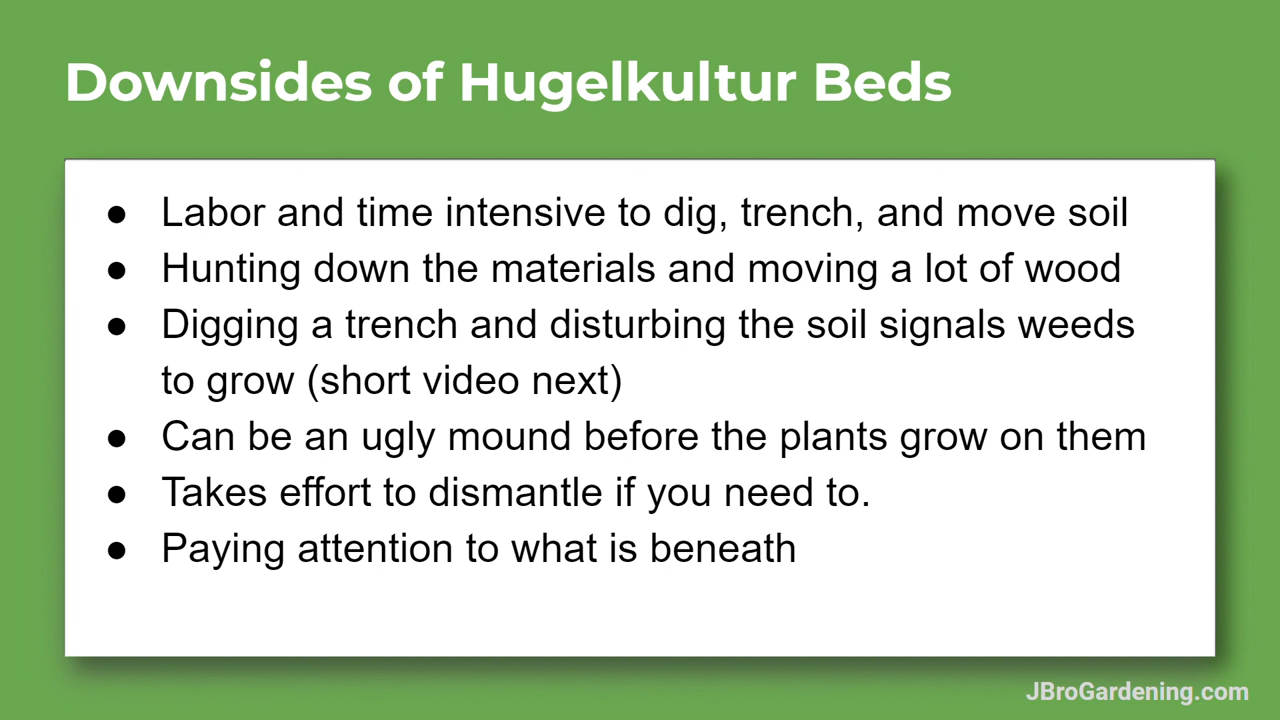 Downsides of Hugelkultur Beds
● Labor and time intensive to dig, trench, and move soil
● Hunting down the materials and moving a lot of wood
● Digging a trench and disturbing the soil signals weeds
to grow (short video next)
● Can be an ugly mound before the plants grow on them
● Takes effort to dismantle if you need to.
● Paying attention to what is beneath
JBroGardening.com